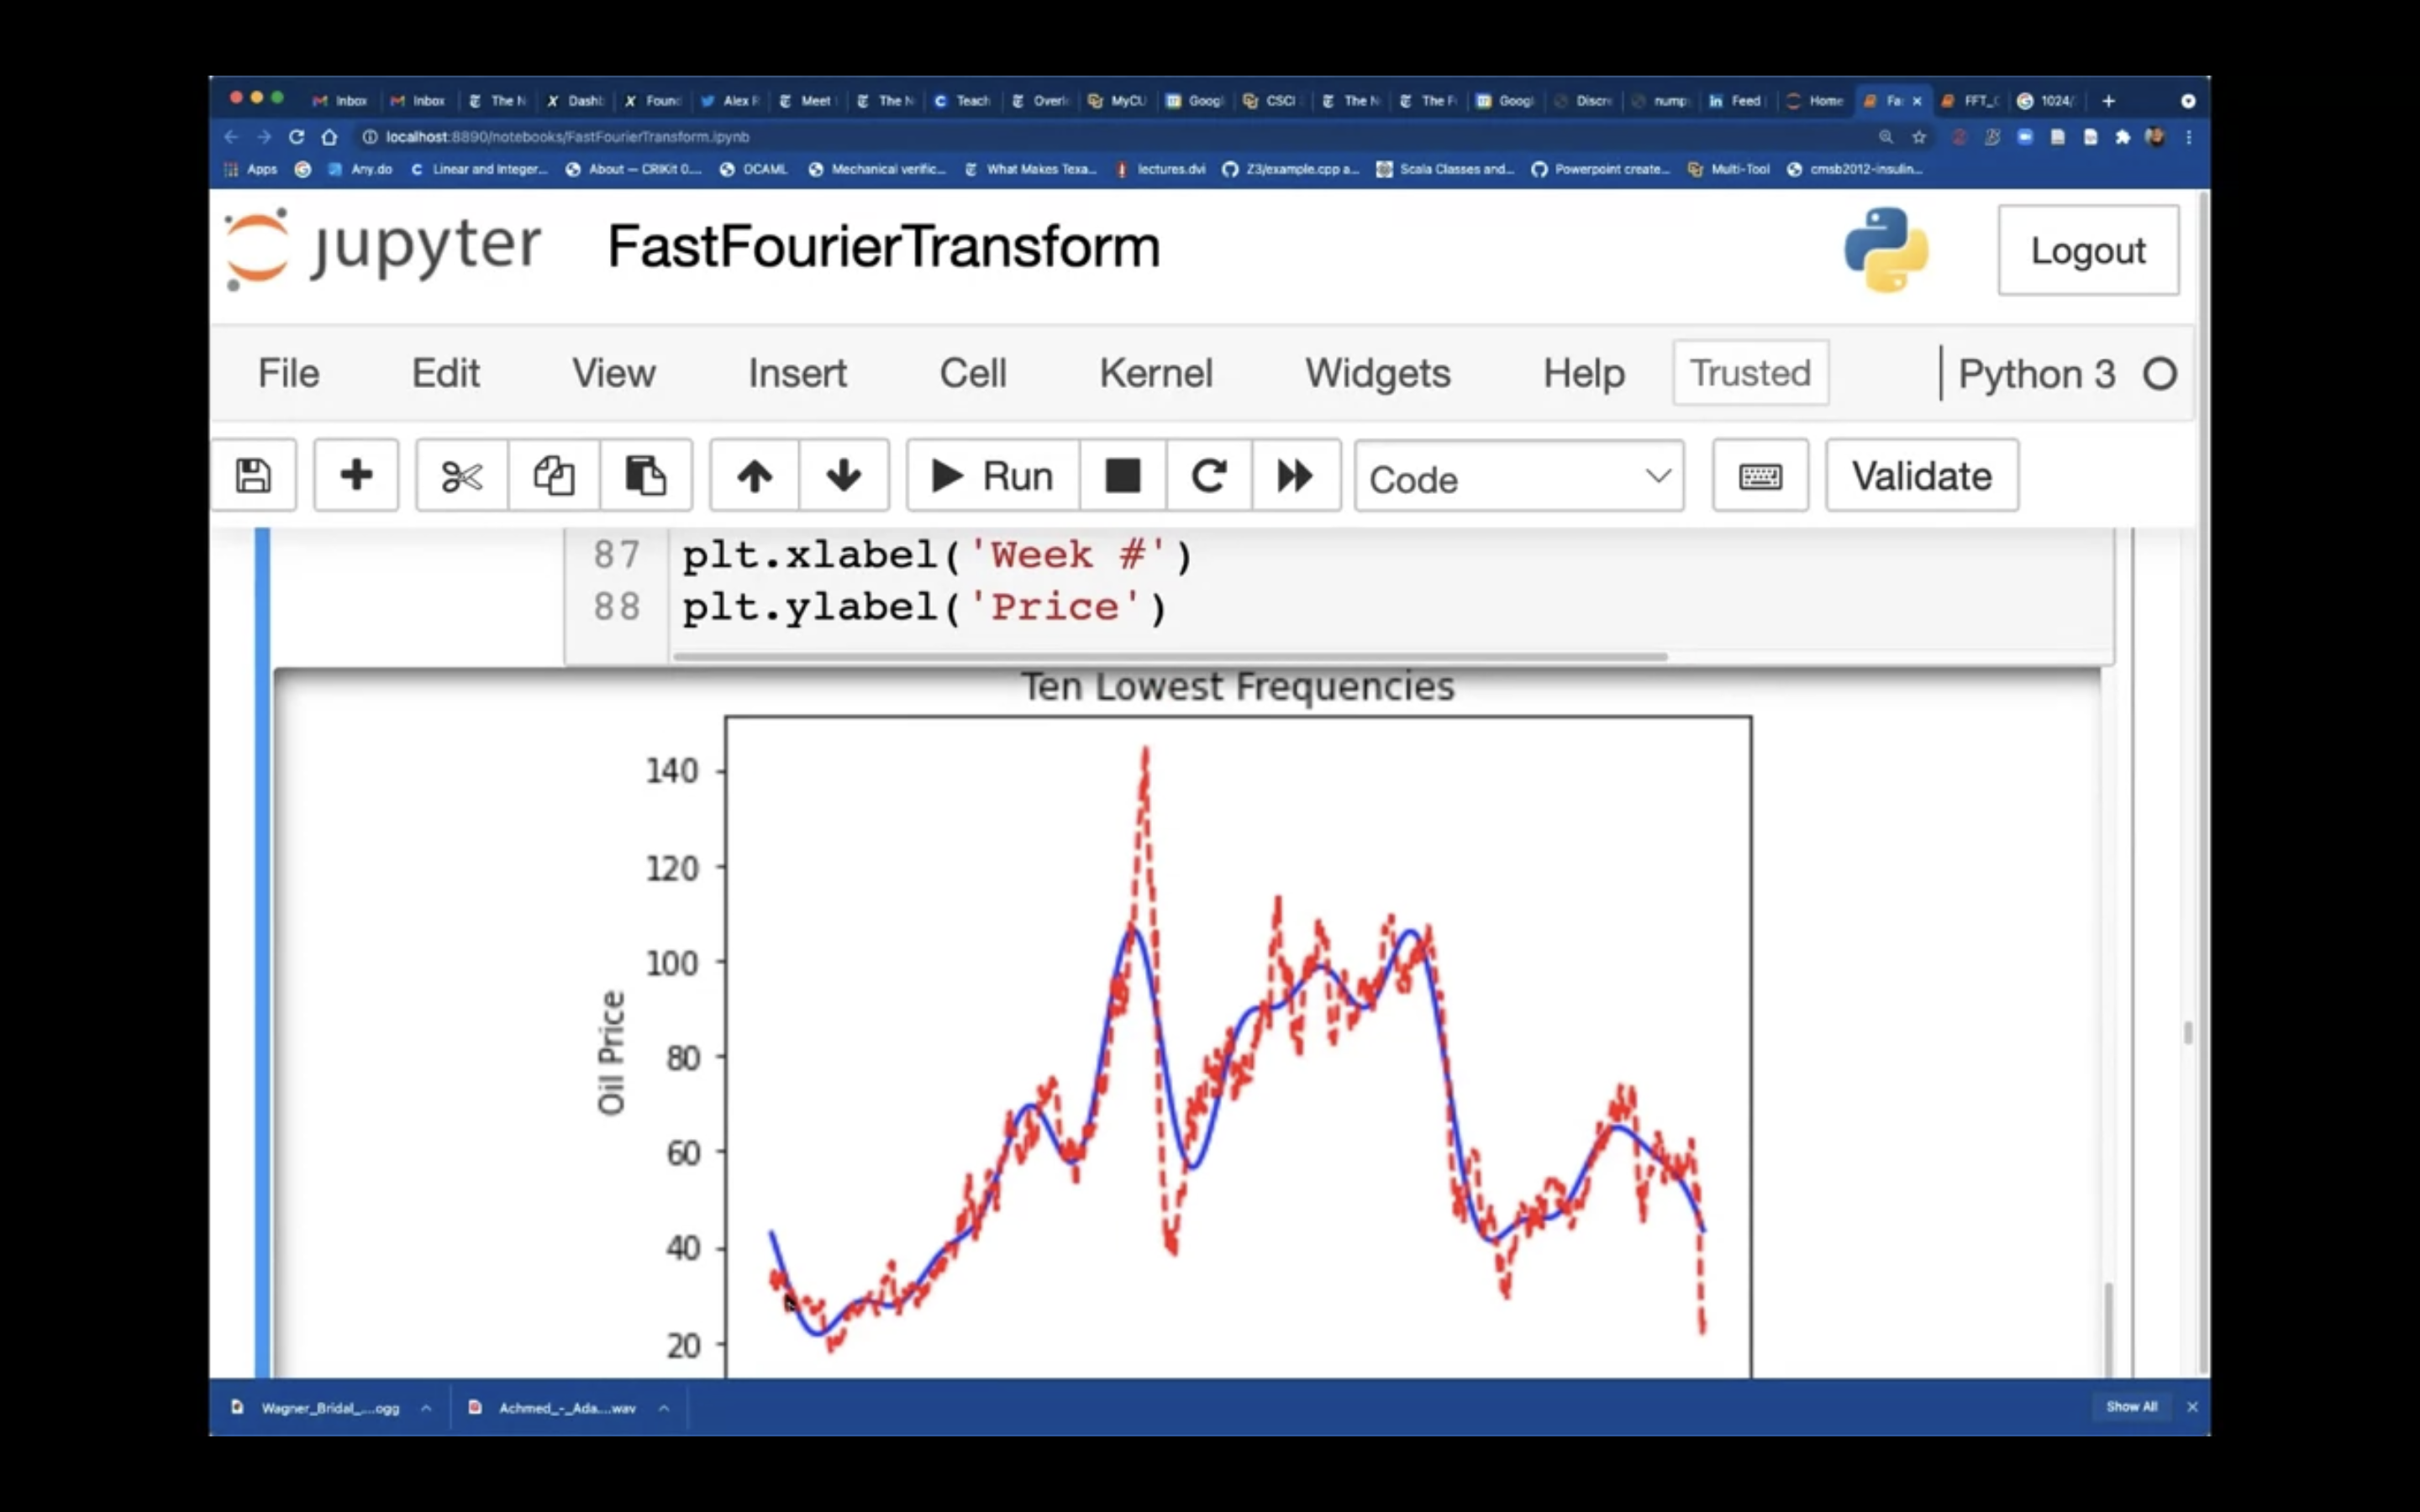 Inbox Inbox The N Dashb Found Alex R Meet The N Teach Overl MyCU Googl CSCI The N The F Googl Discre nump Feed Home Fa FFT_C 1024/
localhost:8890/notebooks/FastFourierTransform.ipynb
Apps Any.do Linear and Integer... About — CRIKit 0.... OCAML Mechanical verific... What Makes Texa... lectures.dvi Z3/example.cpp a... Scala Classes and... Powerpoint create... Multi-Tool cmsb2012-insulin...
jupyter FastFourierTransform Logout
File Edit View Insert Cell Kernel Widgets Help Trusted Python 3
Run Code Validate
87 plt.xlabel('Week #')
88 plt.ylabel('Price')
Ten Lowest Frequencies
140
120
100
80
60
40
20
Oil Price
Wagner_Bridal_....ogg Achmed_-_Ada....wav Show All